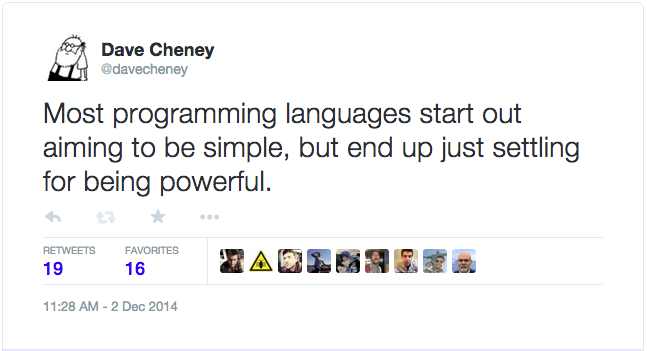 Dave Cheney
@davecheney
Most programming languages start out
aiming to be simple, but end up just settling
for being powerful.
RETWEETS FAVORITES
19 16
11:28 AM - 2 Dec 2014